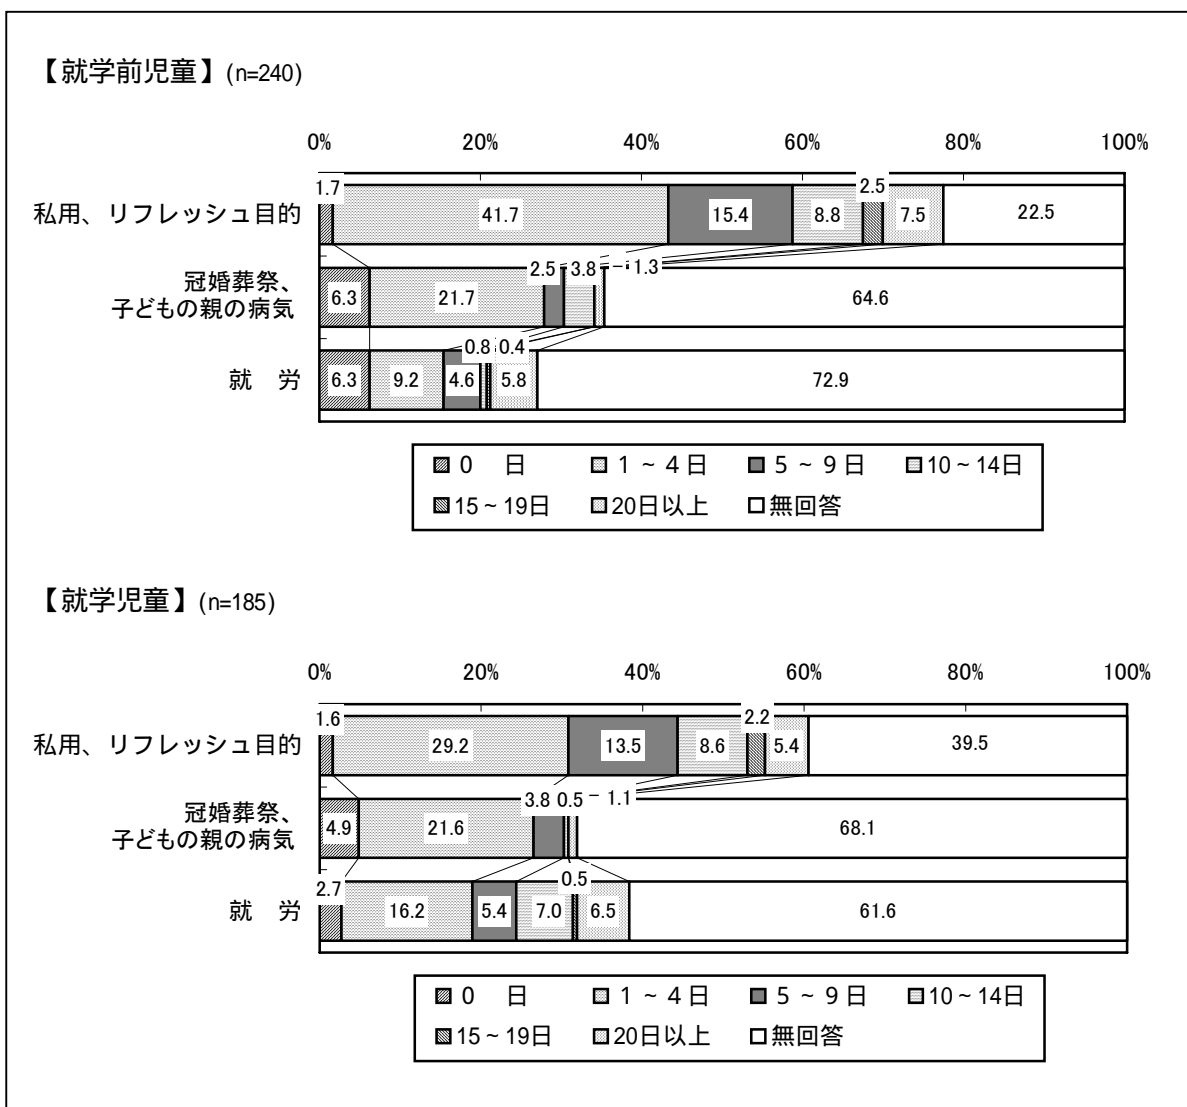 【就学前児童】(n=240)
0% 20% 40% 60% 80% 100%
私用、リフレッシュ目的 1.7 41.7 15.4 8.8 2.5 7.5 22.5
冠婚葬祭、
子どもの親の病気 6.3 21.7 2.5 3.8 - 1.3 64.6
就　労 6.3 9.2 4.6 0.8 0.4 5.8 72.9
0　日 1～4日 5～9日 10～14日
15～19日 20日以上 無回答
【就学児童】(n=185)
0% 20% 40% 60% 80% 100%
私用、リフレッシュ目的 1.6 29.2 13.5 8.6 2.2 5.4 39.5
冠婚葬祭、
子どもの親の病気 4.9 21.6 3.8 0.5 - 1.1 68.1
就　労 2.7 16.2 5.4 7.0 0.5 6.5 61.6
0　日 1～4日 5～9日 10～14日
15～19日 20日以上 無回答